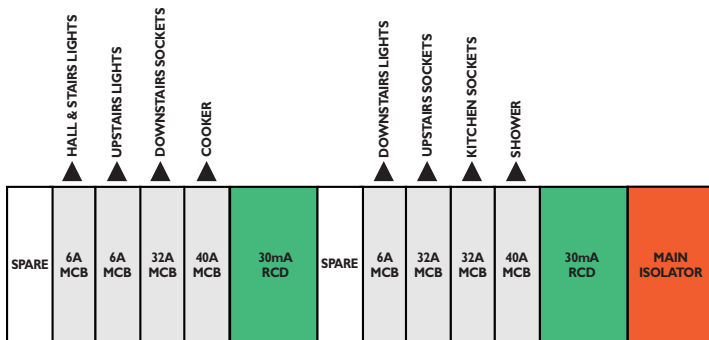 HALL & STAIRS LIGHTS
UPSTAIRS LIGHTS
DOWNSTAIRS SOCKETS
COOKER
DOWNSTAIRS LIGHTS
UPSTAIRS SOCKETS
KITCHEN SOCKETS
SHOWER
SPARE
6A
MCB
6A
MCB
32A
MCB
40A
MCB
30mA
RCD
SPARE
6A
MCB
32A
MCB
32A
MCB
40A
MCB
30mA
RCD
MAIN
ISOLATOR